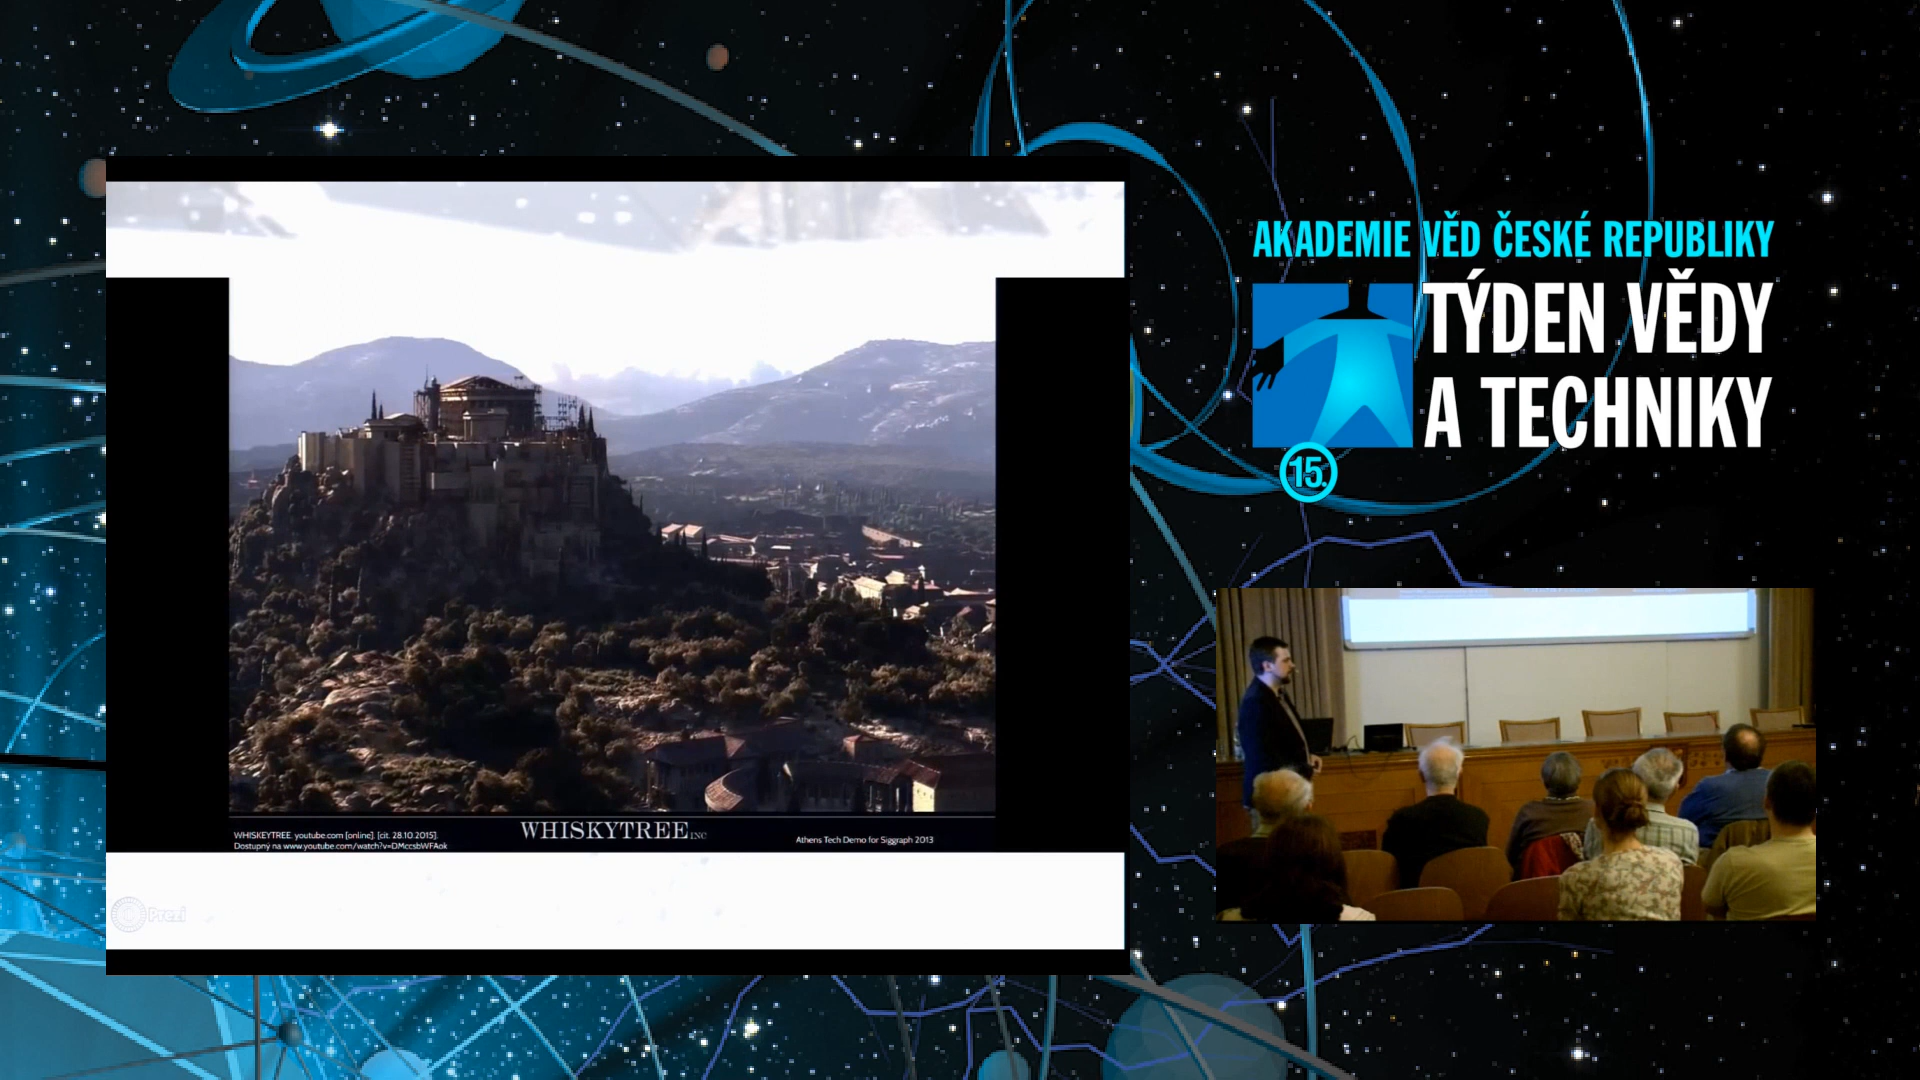 AKADEMIE VĚD ČESKÉ REPUBLIKY
TÝDEN VĚDY
A TECHNIKY
15.
WHISKEYTREE. youtube.com [online]. [cit. 28.10.2015].
Dostupný na www.youtube.com/watch?v=DMccsbWFAok
WHISKYTREE INC
Athens Tech Demo for Siggraph 2013
Prezi